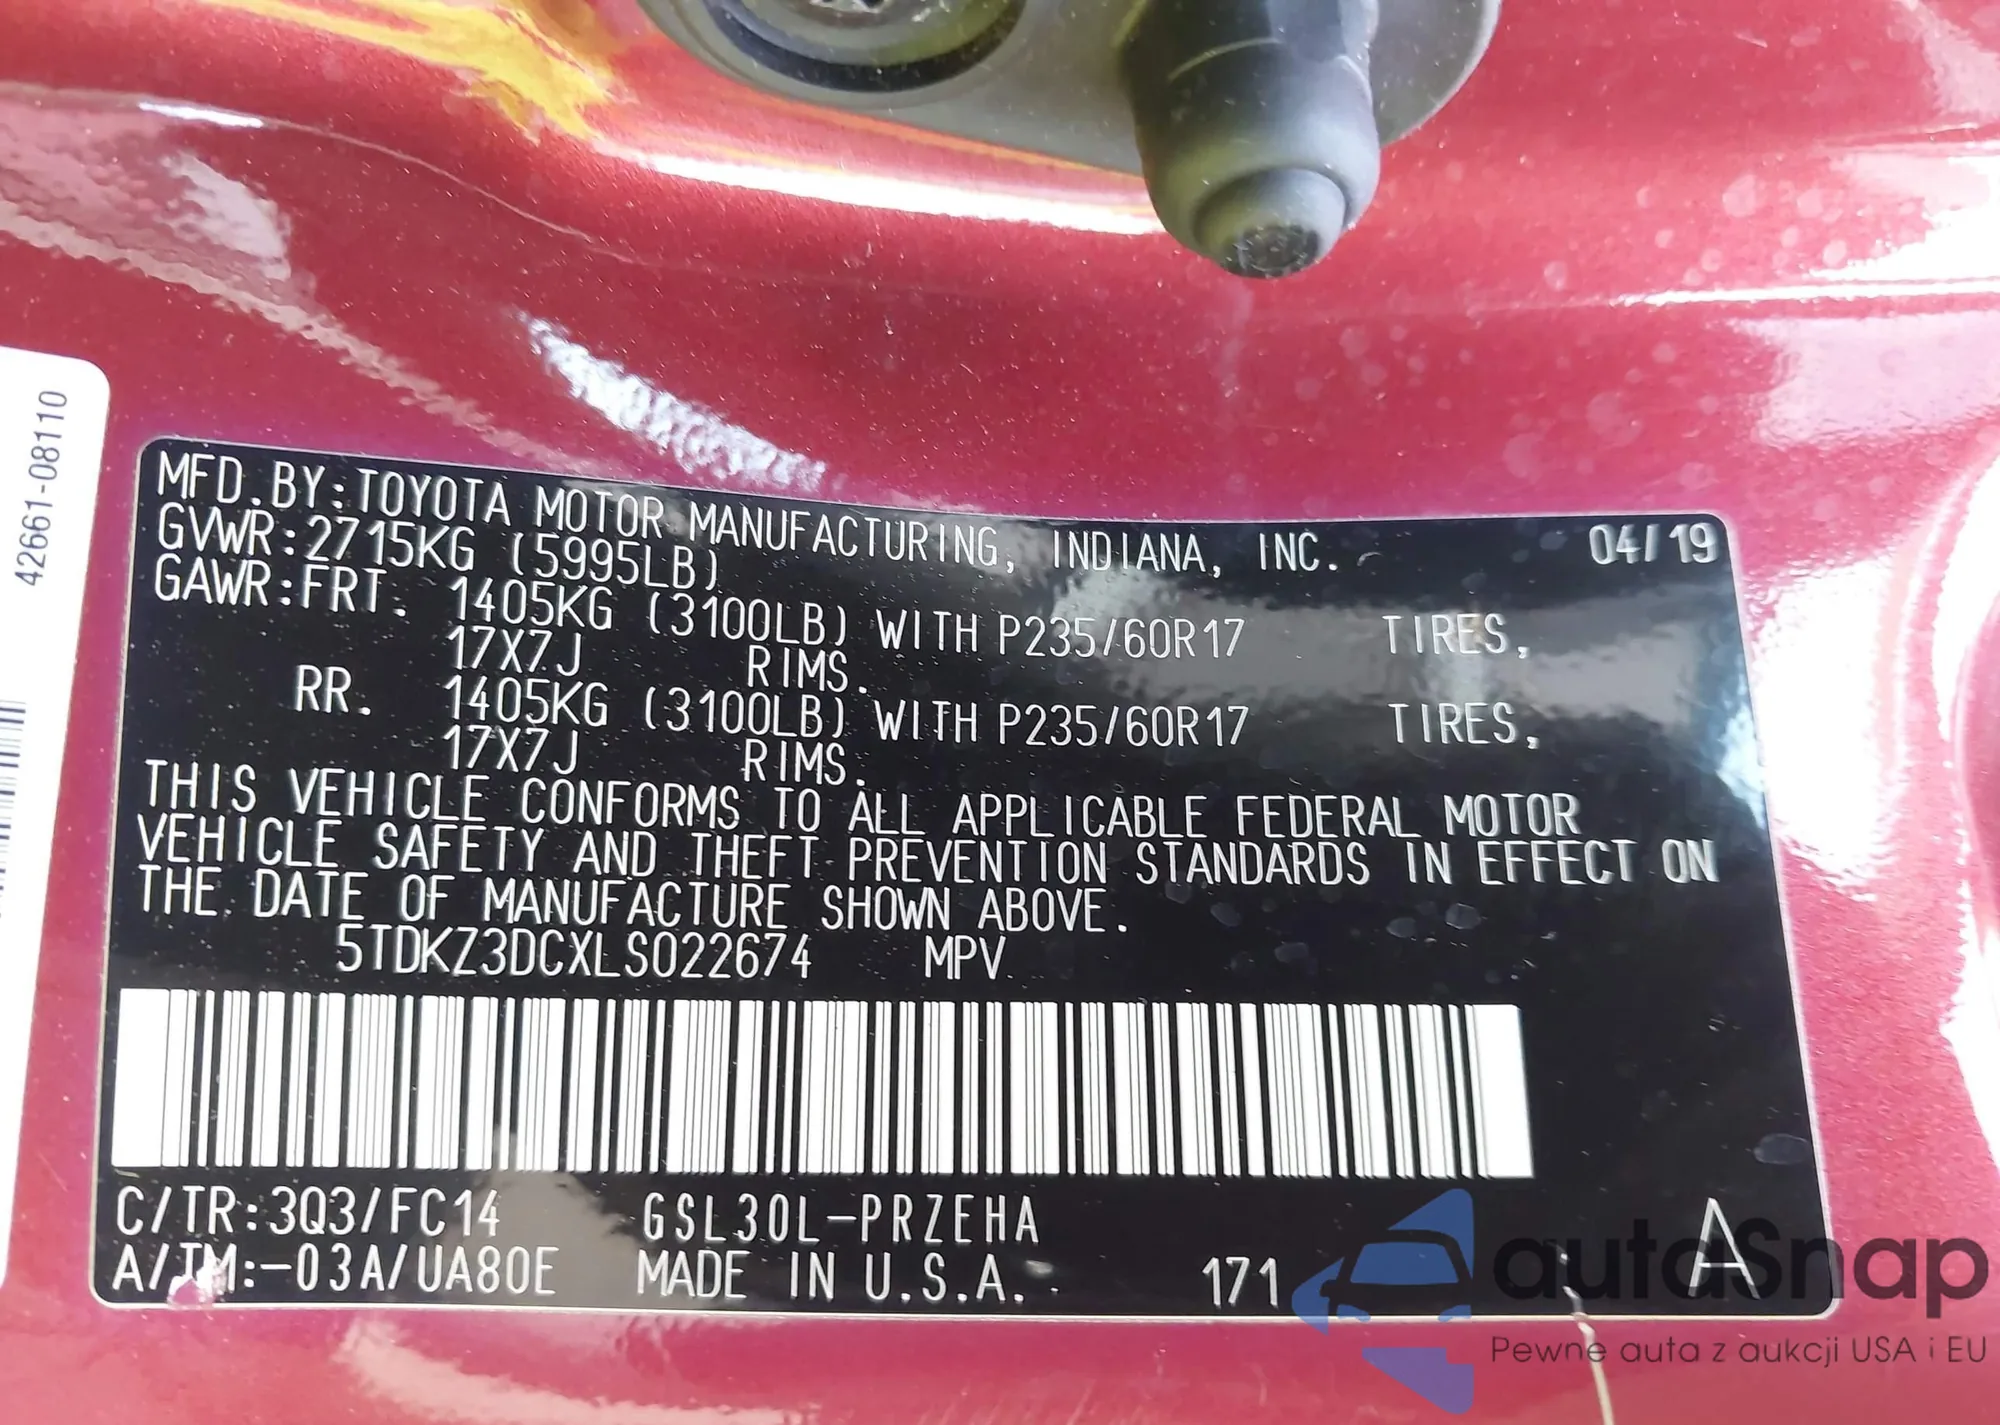 42661-08110
MFD.BY:TOYOTA MOTOR MANUFACTURING, INDIANA, INC. 04/19
GVWR:2715KG (5995LB)
GAWR:FRT. 1405KG (3100LB) WITH P235/60R17 TIRES,
17X7J RIMS.
RR. 1405KG (3100LB) WITH P235/60R17 TIRES,
17X7J RIMS.
THIS VEHICLE CONFORMS TO ALL APPLICABLE FEDERAL MOTOR
VEHICLE SAFETY AND THEFT PREVENTION STANDARDS IN EFFECT ON
THE DATE OF MANUFACTURE SHOWN ABOVE.
5TDKZ3DCXLS022674 MPV
C/TR:3Q3/FC14 GSL30L-PRZEHA
A/TM:-03A/UA80E MADE IN U.S.A. 171 A
autoSnap
Pewne auta z aukcji USA i EU